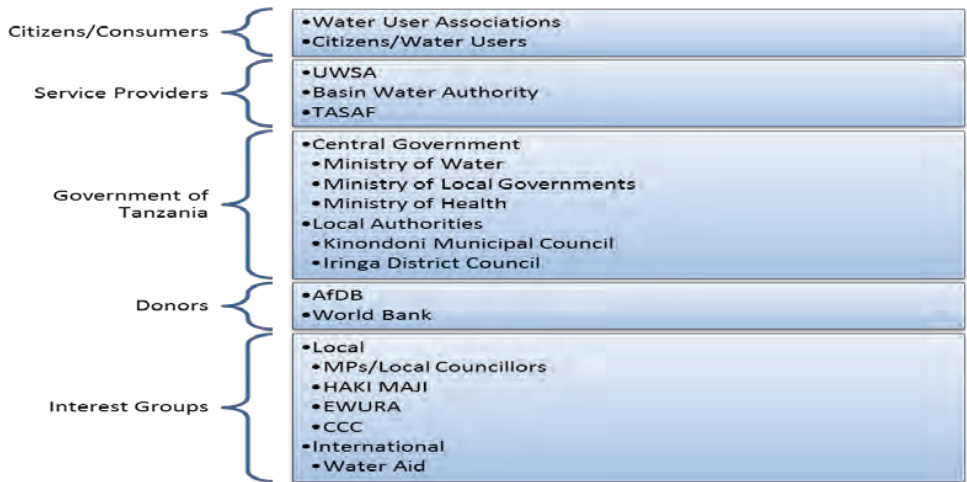 Citizens/Consumers
•Water User Associations
•Citizens/Water Users
Service Providers
•UWSA
•Basin Water Authority
•TASAF
Government of
Tanzania
•Central Government
•Ministry of Water
•Ministry of Local Governments
•Ministry of Health
•Local Authorities
•Kinondoni Municipal Council
•Iringa District Council
Donors
•AfDB
•World Bank
Interest Groups
•Local
•MPs/Local Councillors
•HAKI MAJI
•EWURA
•CCC
•International
•Water Aid